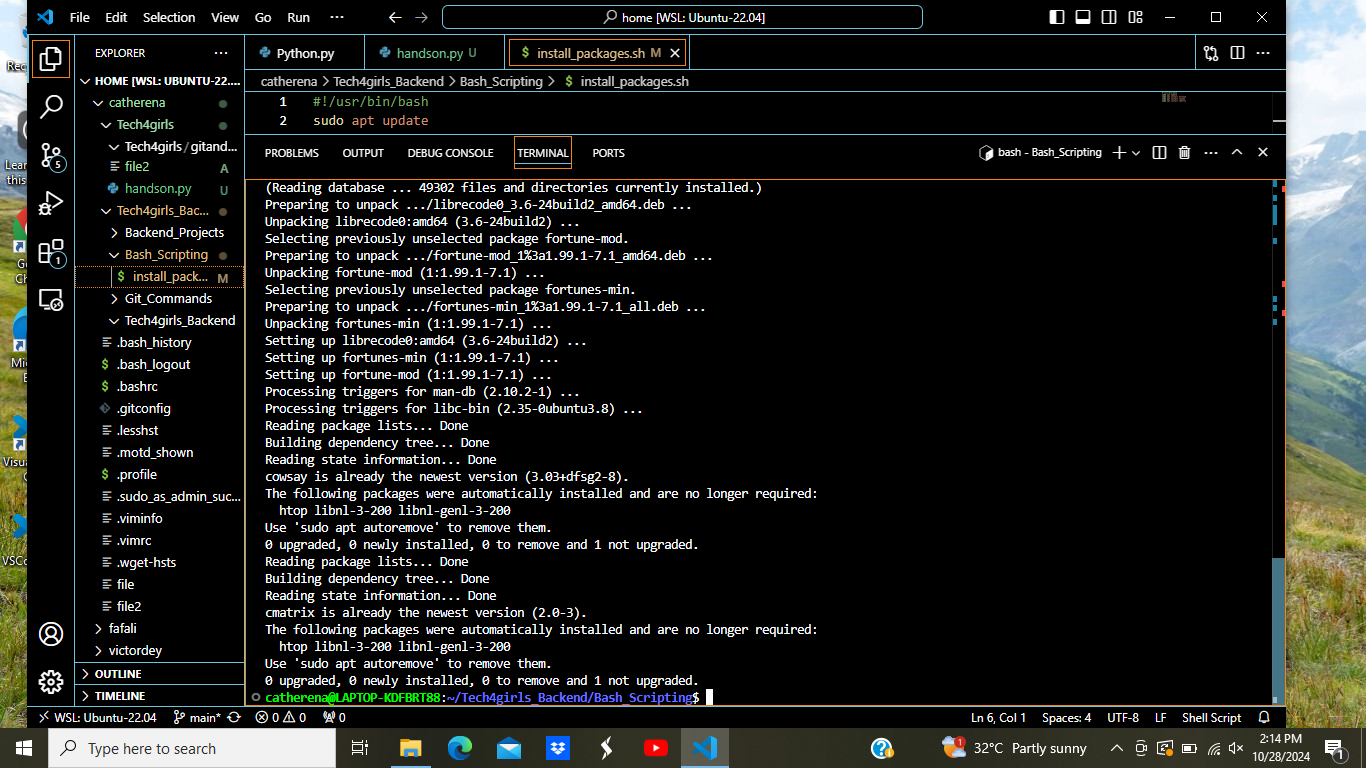 File Edit Selection View Go Run ···
home [WSL: Ubuntu-22.04]
EXPLORER ···
HOME [WSL: UBUNTU-22....
catherena
Tech4girls
Tech4girls / gitand...
file2 A
handson.py U
Tech4girls_Bac...
Backend_Projects
Bash_Scripting
install_pack... M
Git_Commands
Tech4girls_Backend
.bash_history
.bash_logout
.bashrc
.gitconfig
.lesshst
.motd_shown
.profile
.sudo_as_admin_suc...
.viminfo
.vimrc
.wget-hsts
file
file2
fafali
victordey
OUTLINE
TIMELINE
5
1
Python.py
handson.py U
$ install_packages.sh M
catherena > Tech4girls_Backend > Bash_Scripting > $ install_packages.sh
1 #!/usr/bin/bash
2 sudo apt update
PROBLEMS OUTPUT DEBUG CONSOLE TERMINAL PORTS
bash - Bash_Scripting
(Reading database ... 49302 files and directories currently installed.)
Preparing to unpack .../librecode0_3.6-24build2_amd64.deb ...
Unpacking librecode0:amd64 (3.6-24build2) ...
Selecting previously unselected package fortune-mod.
Preparing to unpack .../fortune-mod_1%3a1.99.1-7.1_amd64.deb ...
Unpacking fortune-mod (1:1.99.1-7.1) ...
Selecting previously unselected package fortunes-min.
Preparing to unpack .../fortunes-min_1%3a1.99.1-7.1_all.deb ...
Unpacking fortunes-min (1:1.99.1-7.1) ...
Setting up librecode0:amd64 (3.6-24build2) ...
Setting up fortunes-min (1:1.99.1-7.1) ...
Setting up fortune-mod (1:1.99.1-7.1) ...
Processing triggers for man-db (2.10.2-1) ...
Processing triggers for libc-bin (2.35-0ubuntu3.8) ...
Reading package lists... Done
Building dependency tree... Done
Reading state information... Done
cowsay is already the newest version (3.03+dfsg2-8).
The following packages were automatically installed and are no longer required:
htop libnl-3-200 libnl-genl-3-200
Use 'sudo apt autoremove' to remove them.
0 upgraded, 0 newly installed, 0 to remove and 1 not upgraded.
Reading package lists... Done
Building dependency tree... Done
Reading state information... Done
cmatrix is already the newest version (2.0-3).
The following packages were automatically installed and are no longer required:
htop libnl-3-200 libnl-genl-3-200
Use 'sudo apt autoremove' to remove them.
0 upgraded, 0 newly installed, 0 to remove and 1 not upgraded.
catherena@LAPTOP-KDFBRT88:~/Tech4girls_Backend/Bash_Scripting$
WSL: Ubuntu-22.04 main* 0 0 0 Ln 6, Col 1 Spaces: 4 UTF-8 LF Shell Script
Type here to search
32°C Partly sunny
2:14 PM
10/28/2024
1